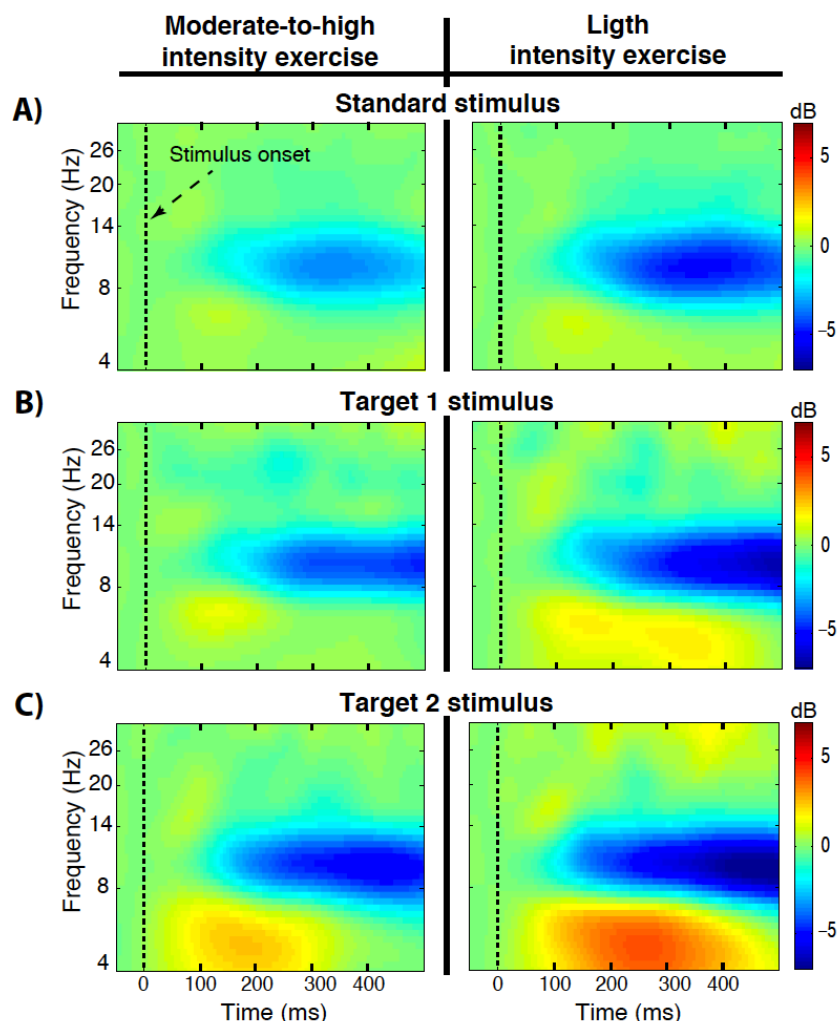 Moderate-to-high
intensity exercise
Ligth
intensity exercise
A)
Standard stimulus
dB
Stimulus onset
Frequency (Hz)
26
20
14
8
4
5
0
−5
B)
Target 1 stimulus
dB
Frequency (Hz)
26
20
14
8
4
5
0
−5
C)
Target 2 stimulus
dB
Frequency (Hz)
26
20
14
8
4
5
0
−5
0 100 200 300 400
0 100 200 300 400
Time (ms)
Time (ms)